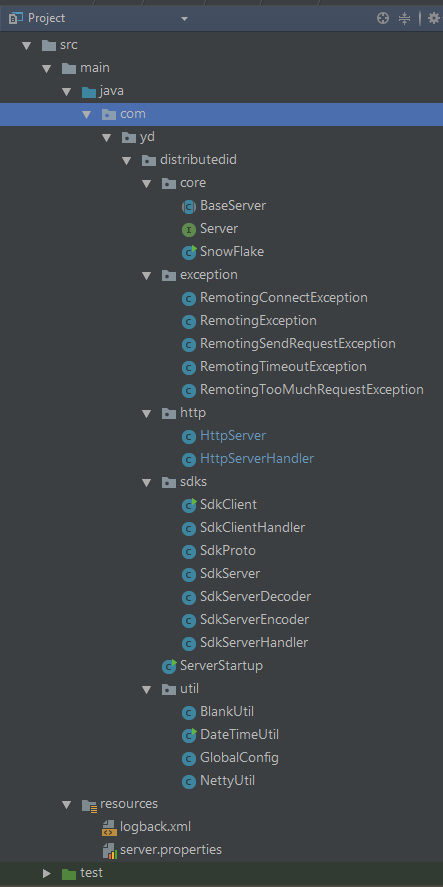 Project
src
main
java
com
yd
distributedid
core
BaseServer
Server
SnowFlake
exception
RemotingConnectException
RemotingException
RemotingSendRequestException
RemotingTimeoutException
RemotingTooMuchRequestException
http
HttpServer
HttpServerHandler
sdks
SdkClient
SdkClientHandler
SdkProto
SdkServer
SdkServerDecoder
SdkServerEncoder
SdkServerHandler
ServerStartup
util
BlankUtil
DateTimeUtil
GlobalConfig
NettyUtil
resources
logback.xml
server.properties
test